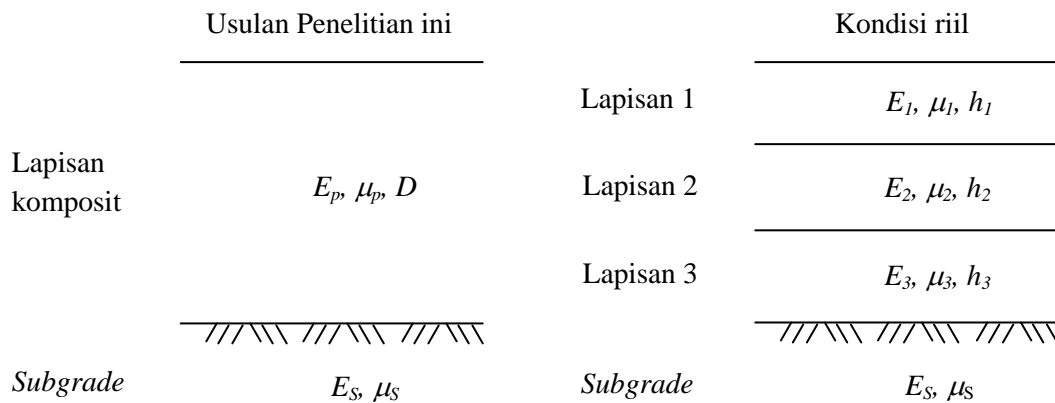 Usulan Penelitian ini
Lapisan
komposit
Ep, μp, D
Subgrade
ES, μS
Kondisi riil
Lapisan 1
E1, μ1, h1
Lapisan 2
E2, μ2, h2
Lapisan 3
E3, μ3, h3
Subgrade
ES, μS